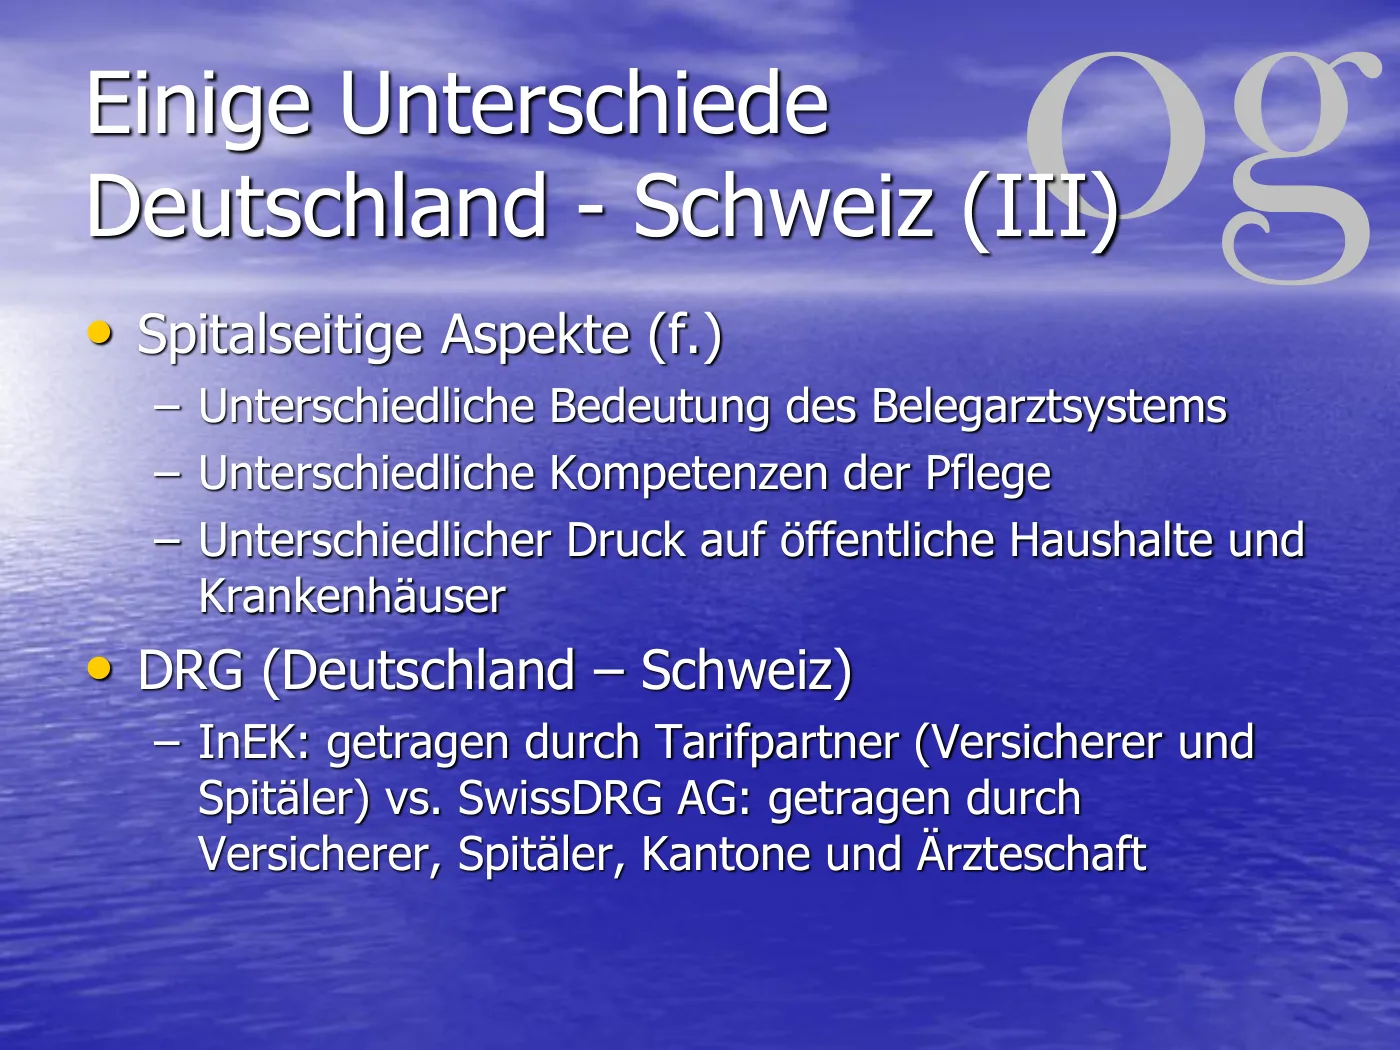 og
Einige Unterschiede
Deutschland - Schweiz (III)
• Spitalseitige Aspekte (f.)
– Unterschiedliche Bedeutung des Belegarztsystems
– Unterschiedliche Kompetenzen der Pflege
– Unterschiedlicher Druck auf öffentliche Haushalte und
Krankenhäuser
• DRG (Deutschland – Schweiz)
– InEK: getragen durch Tarifpartner (Versicherer und
Spitäler) vs. SwissDRG AG: getragen durch
Versicherer, Spitäler, Kantone und Ärzteschaft